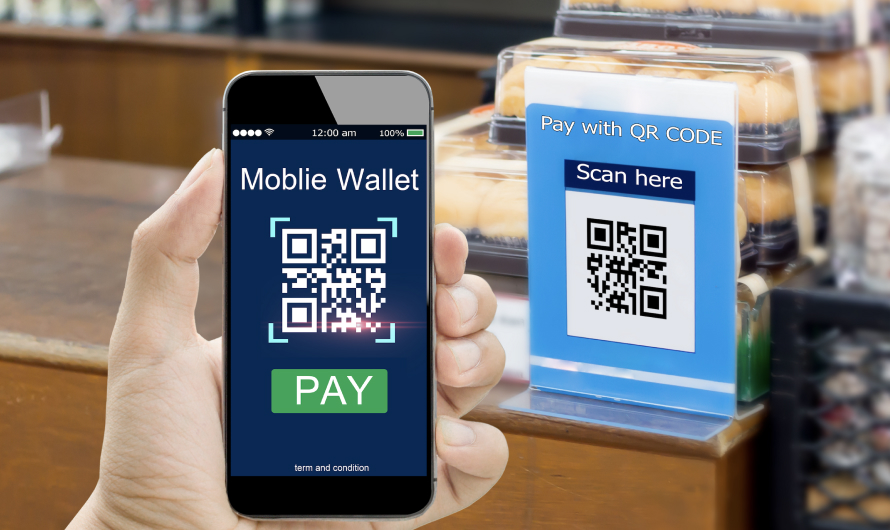 12:00 am
100%
Moblie Wallet
PAY
term and condition
Pay with QR CODE
Scan here